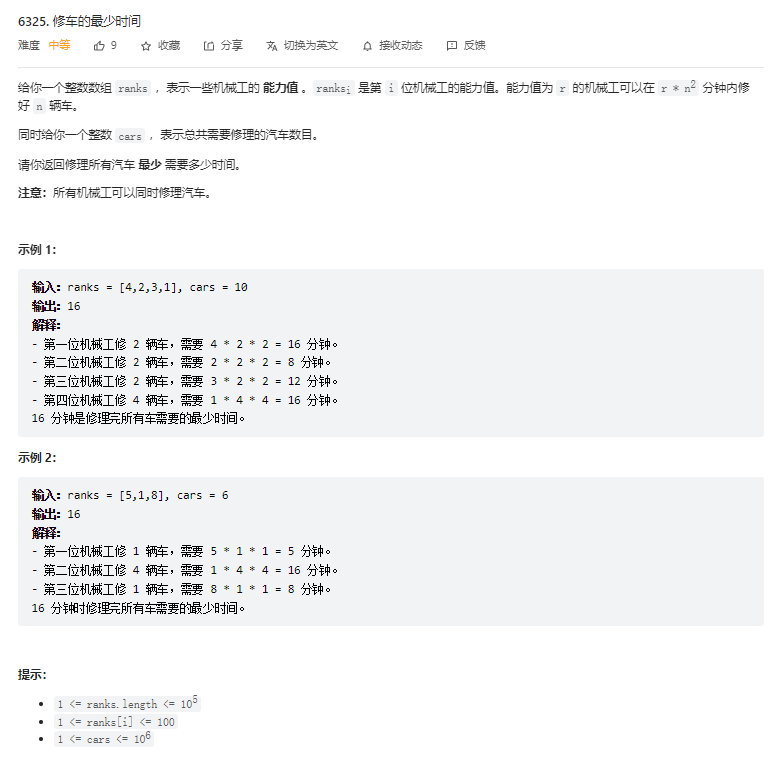 6325. 修车的最少时间
难度 中等 9 收藏 分享 切换为英文 接收动态 反馈
给你一个整数数组 ranks ，表示一些机械工的 能力值 。ranksi 是第 i 位机械工的能力值。能力值为 r 的机械工可以在 r * n2 分钟内修
好 n 辆车。
同时给你一个整数 cars ，表示总共需要修理的汽车数目。
请你返回修理所有汽车 最少 需要多少时间。
注意：所有机械工可以同时修理汽车。
示例 1：
输入：ranks = [4,2,3,1], cars = 10
输出：16
解释：
- 第一位机械工修 2 辆车，需要 4 * 2 * 2 = 16 分钟。
- 第二位机械工修 2 辆车，需要 2 * 2 * 2 = 8 分钟。
- 第三位机械工修 2 辆车，需要 3 * 2 * 2 = 12 分钟。
- 第四位机械工修 4 辆车，需要 1 * 4 * 4 = 16 分钟。
16 分钟是修理完所有车需要的最少时间。
示例 2：
输入：ranks = [5,1,8], cars = 6
输出：16
解释：
- 第一位机械工修 1 辆车，需要 5 * 1 * 1 = 5 分钟。
- 第二位机械工修 4 辆车，需要 1 * 4 * 4 = 16 分钟。
- 第三位机械工修 1 辆车，需要 8 * 1 * 1 = 8 分钟。
16 分钟时修理完所有车需要的最少时间。
提示：
1 <= ranks.length <= 10^5
1 <= ranks[i] <= 100
1 <= cars <= 10^6